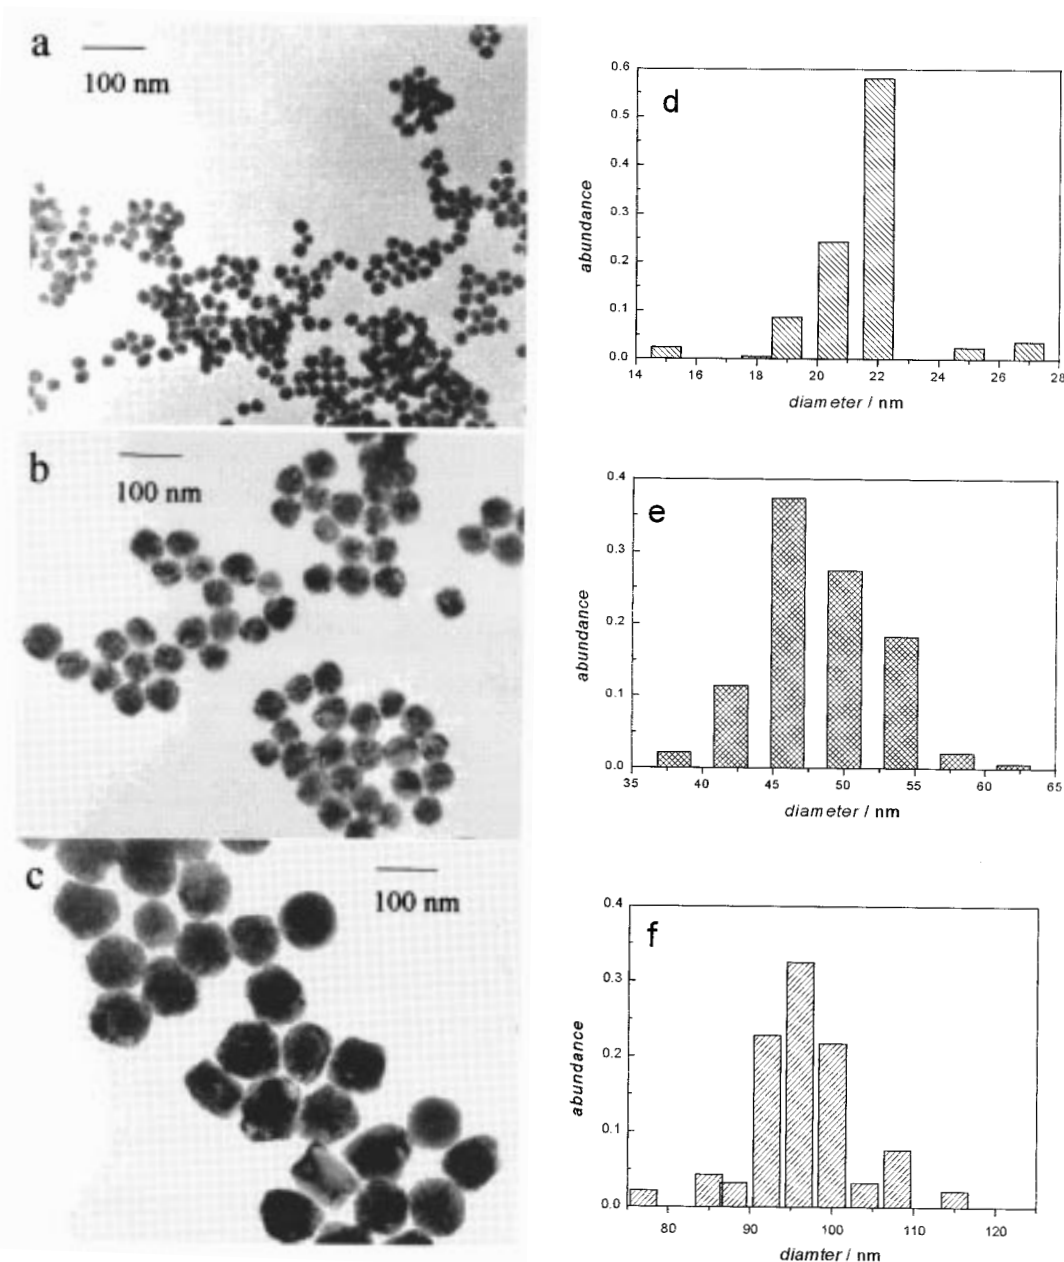 a
100 nm
d
0.6
0.5
0.4
0.3
0.2
0.1
0.0
abundance
14 16 18 20 22 24 26 28
diameter / nm
b
100 nm
e
0.4
0.3
0.2
0.1
0.0
abundance
35 40 45 50 55 60 65
diameter / nm
c
100 nm
f
0.4
0.3
0.2
0.1
0.0
abundance
80 90 100 110 120
diamter / nm